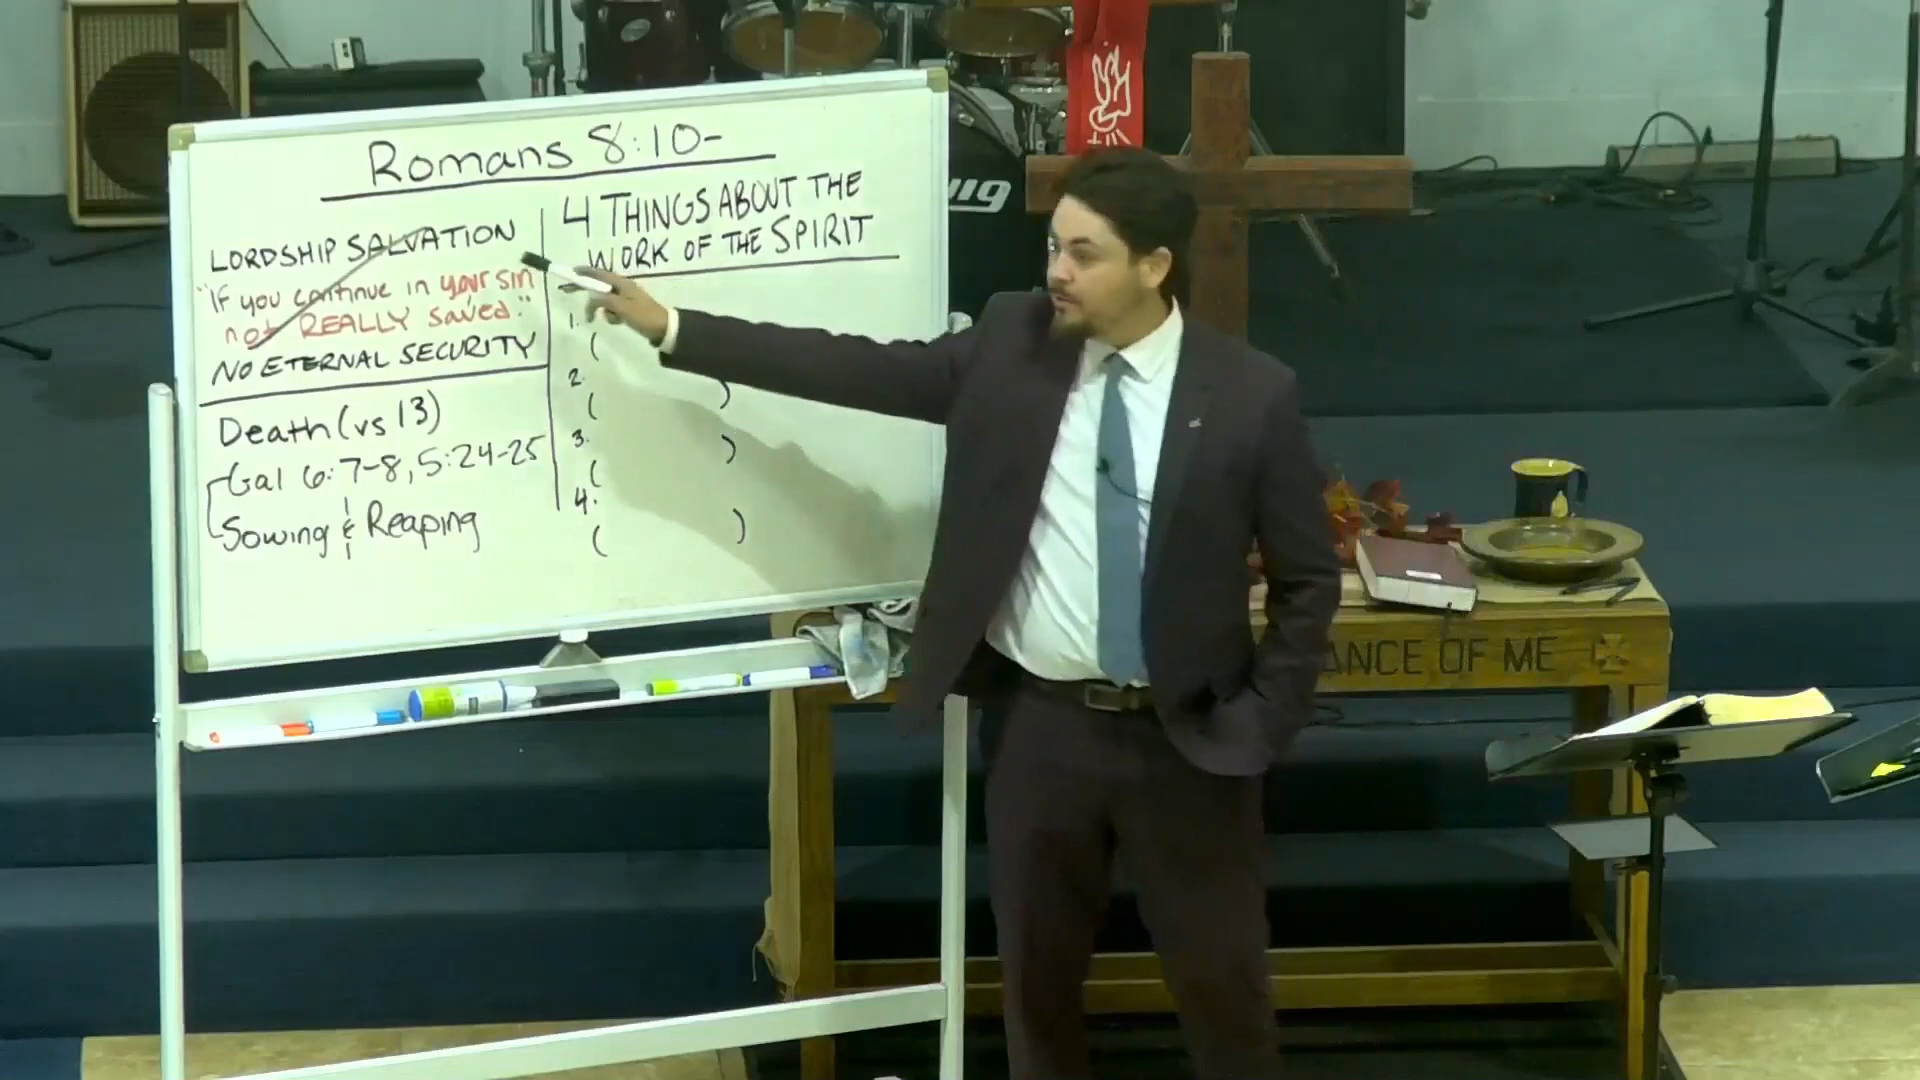 Romans 8:10-
LORDSHIP SALVATION
"If you continue in your sin
not REALLY saved."
NO ETERNAL SECURITY
Death (vs 13)
Gal 6:7-8, 5:24-25
Sowing & Reaping
4 THINGS ABOUT THE
WORK OF THE SPIRIT
1.
(
2.
( )
3.
( )
4.
( )
ANCE OF ME